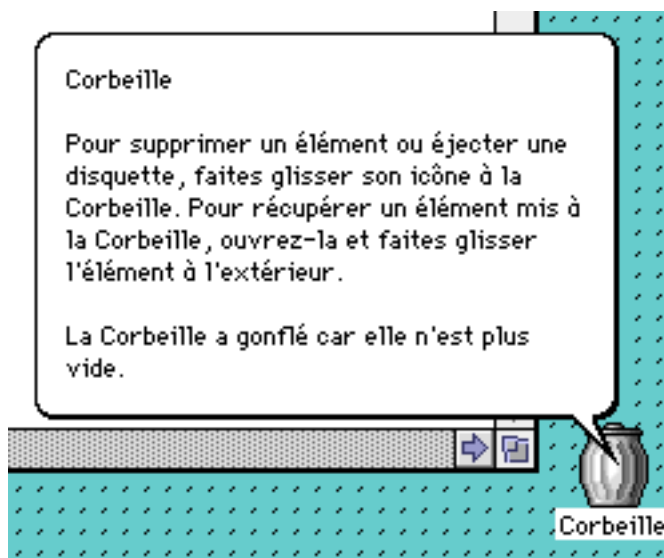 Corbeille
Pour supprimer un élément ou éjecter une
disquette, faites glisser son icône à la
Corbeille. Pour récupérer un élément mis à
la Corbeille, ouvrez-la et faites glisser
l'élément à l'extérieur.
La Corbeille a gonflé car elle n'est plus
vide.
Corbeille